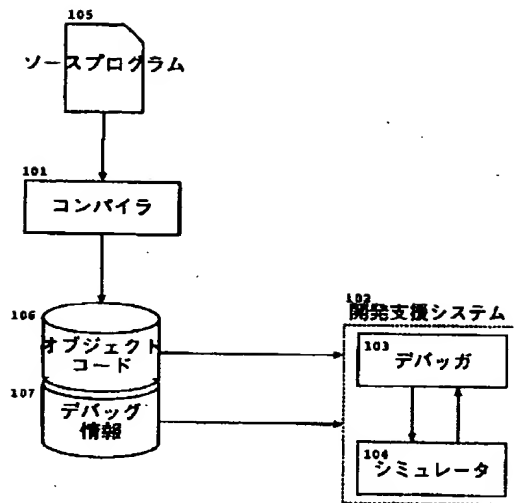 105
ソースプログラム
101
コンパイラ
106
オブジェクト
コード
107
デバッグ
情報
102
開発支援システム
103
デバッガ
104
シミュレータ